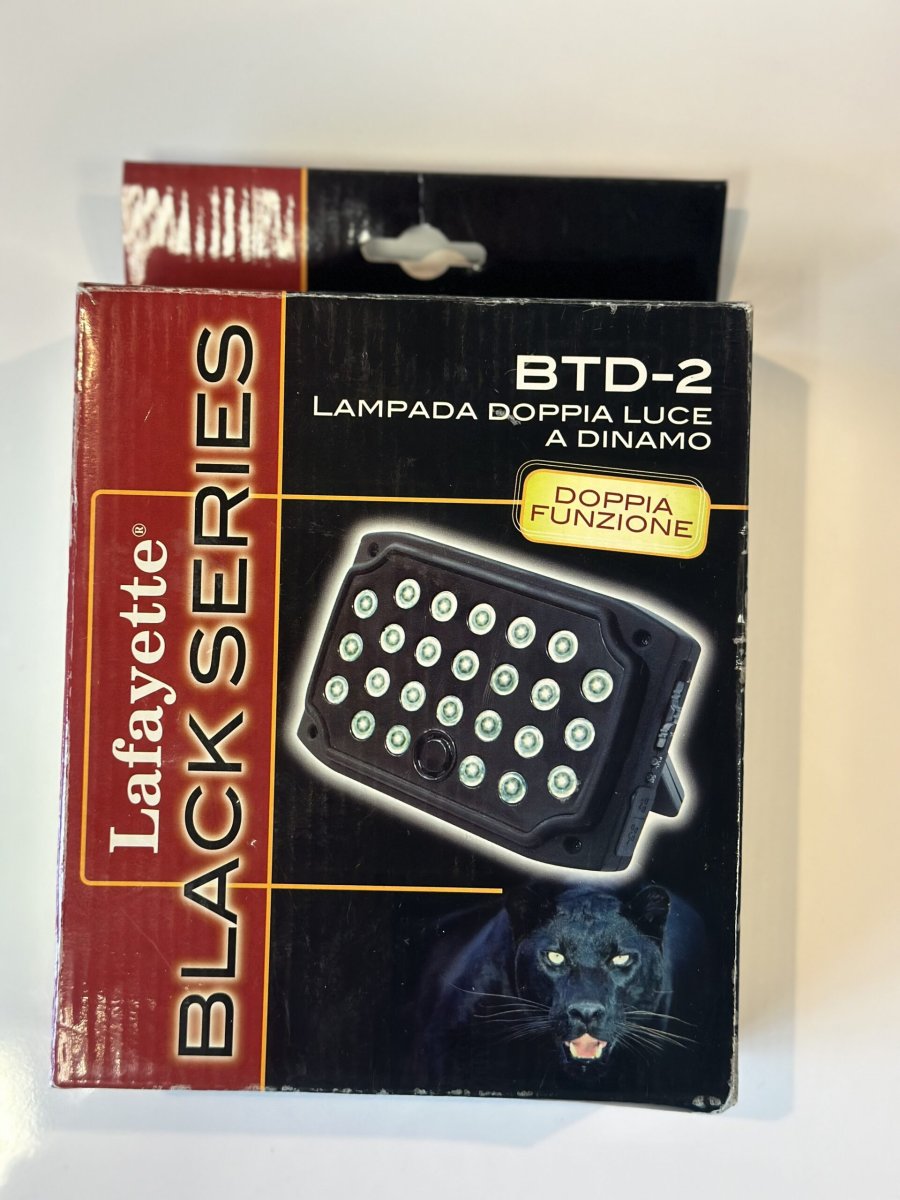 BTD-2
LAMPADA DOPPIA LUCE
A DINAMO
DOPPIA
FUNZIONE
Lafayette®
BLACK SERIES